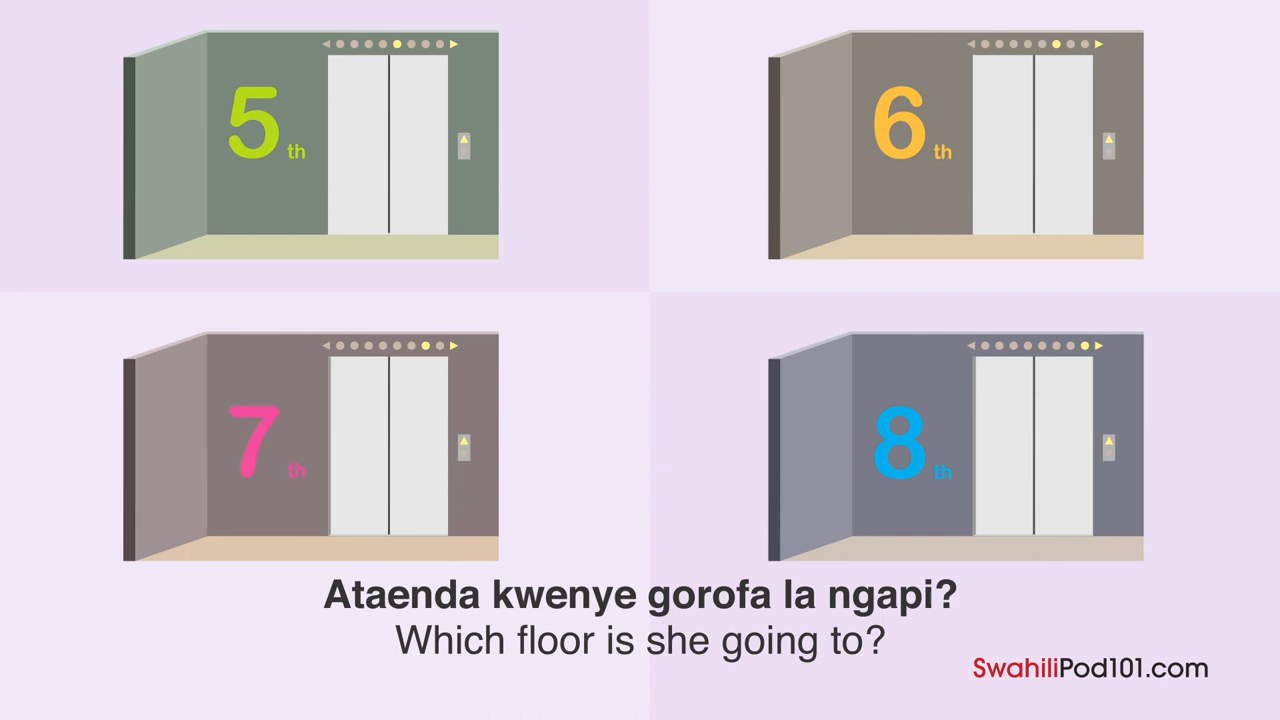 5th
6th
7th
8th
Ataenda kwenye gorofa la ngapi?
Which floor is she going to?
SwahiliPod101.com